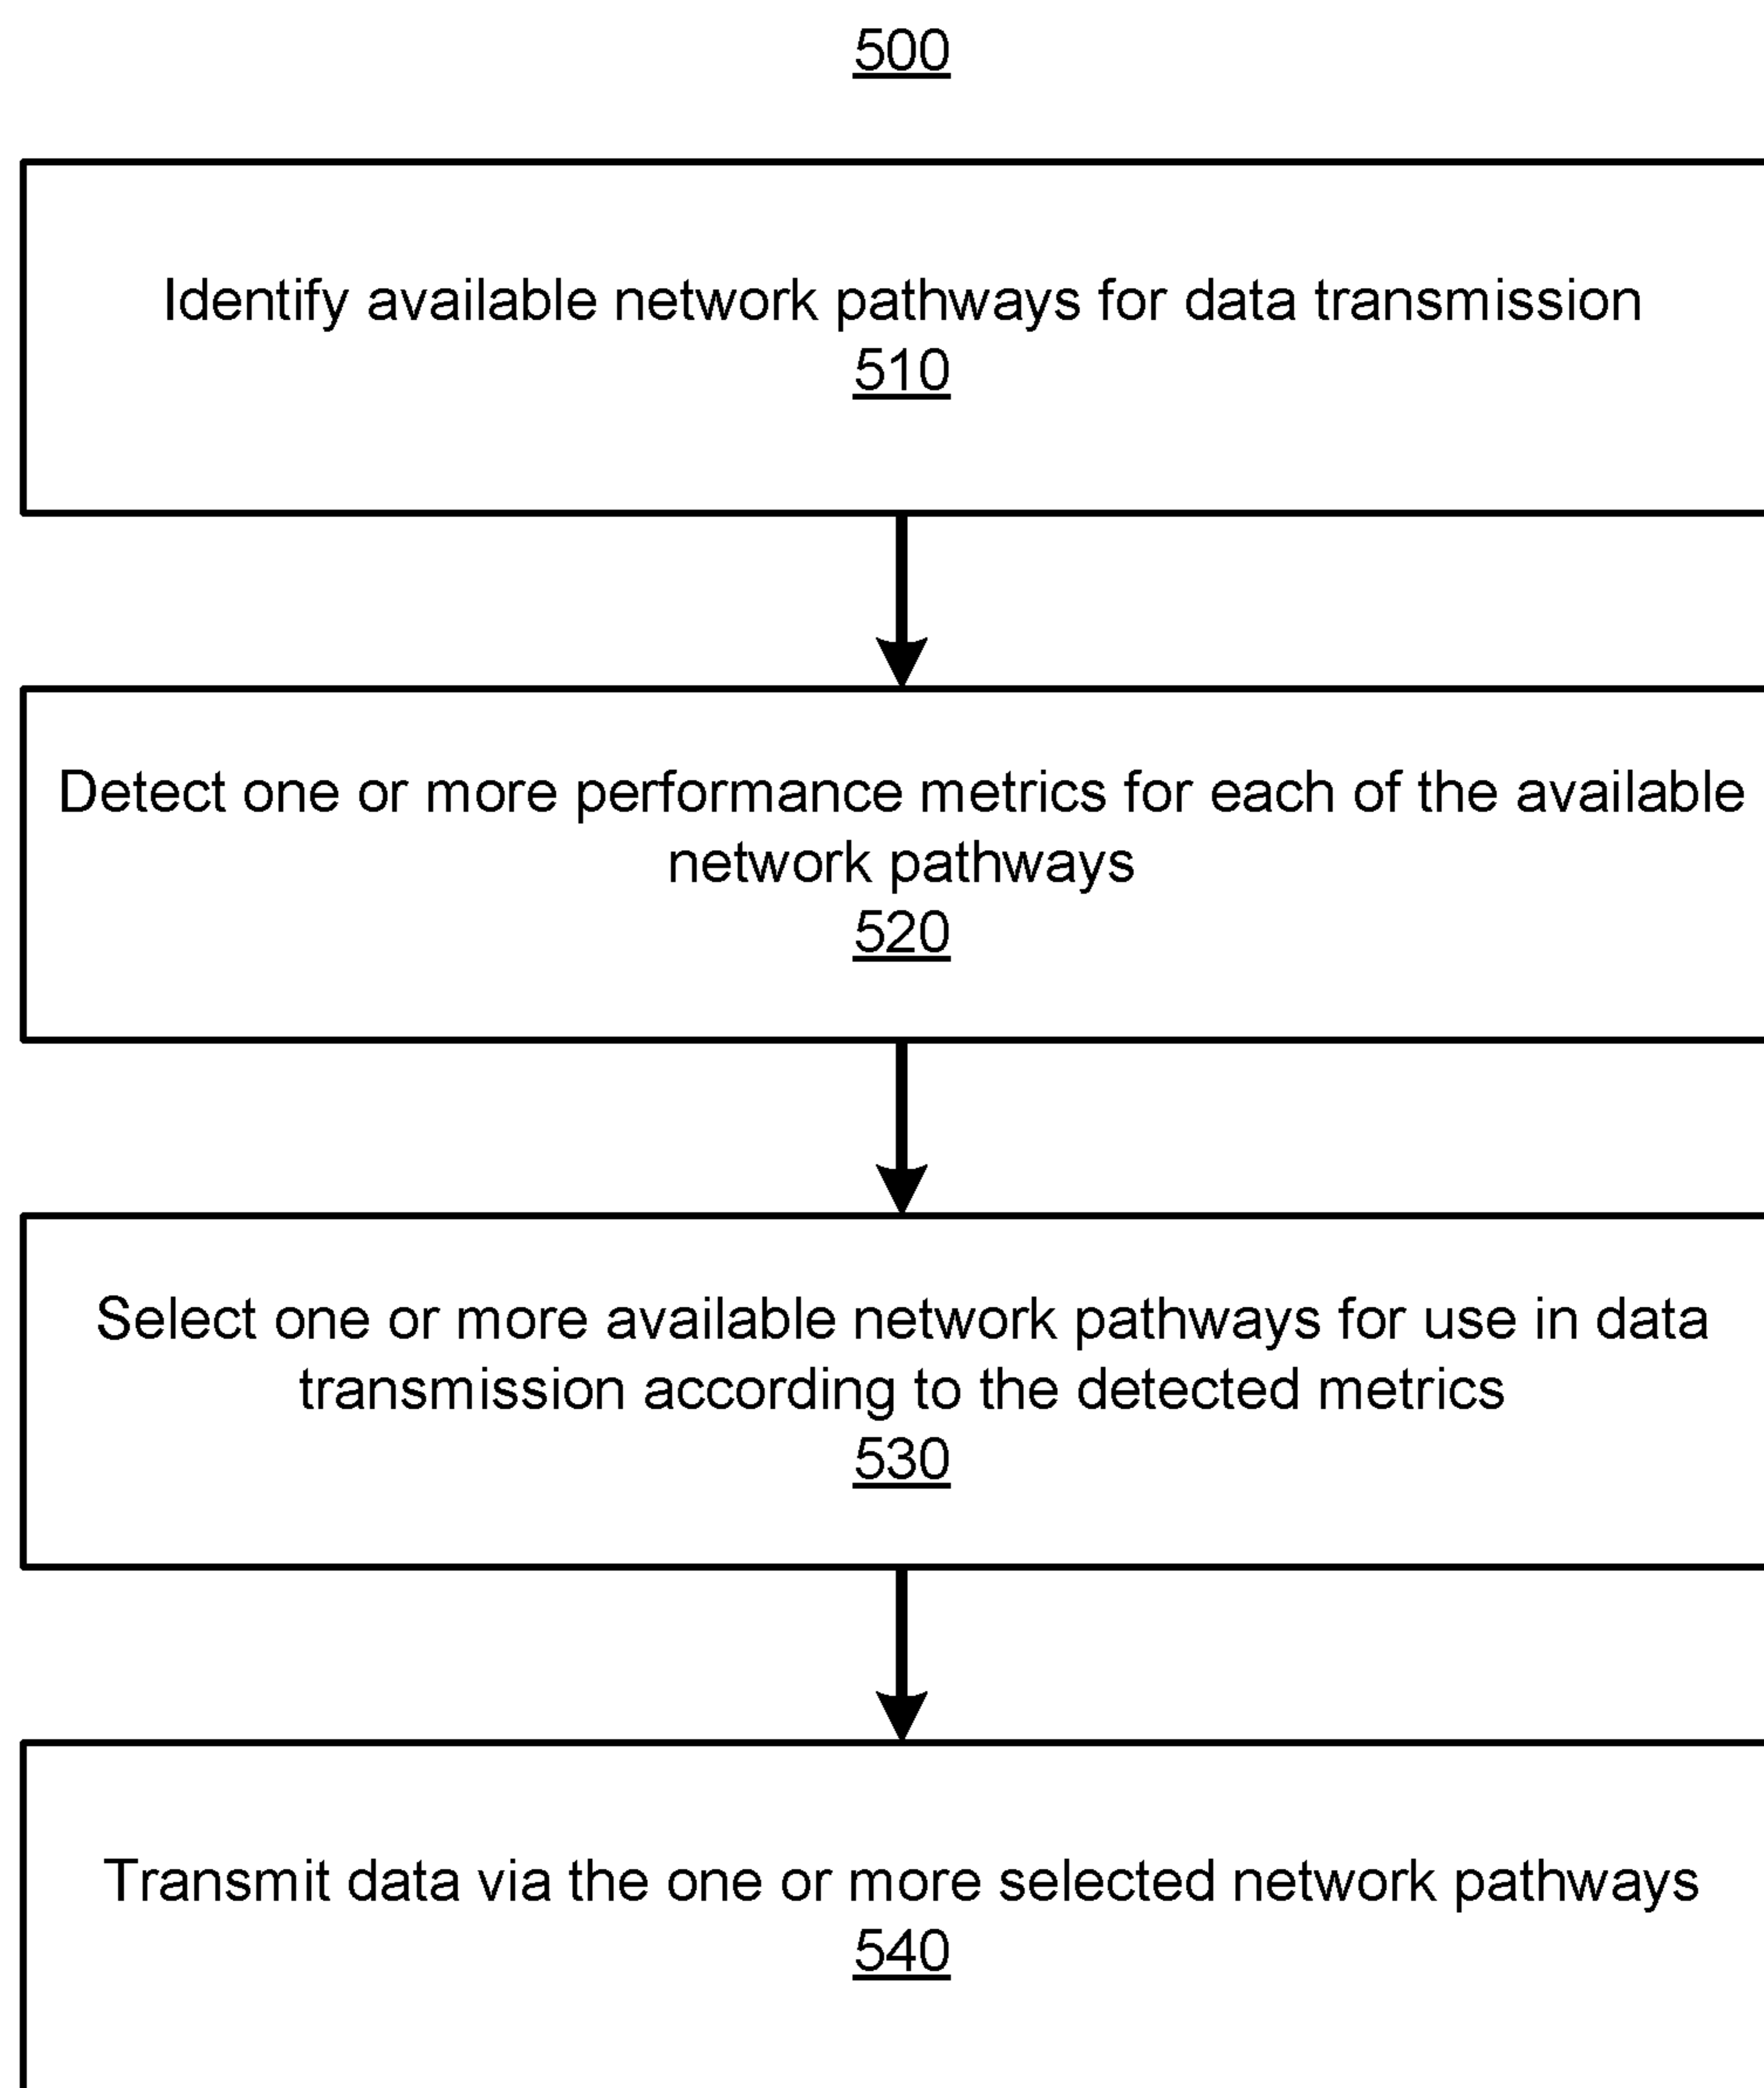 500
Identify available network pathways for data transmission
510
Detect one or more performance metrics for each of the available
network pathways
520
Select one or more available network pathways for use in data
transmission according to the detected metrics
530
Transmit data via the one or more selected network pathways
540